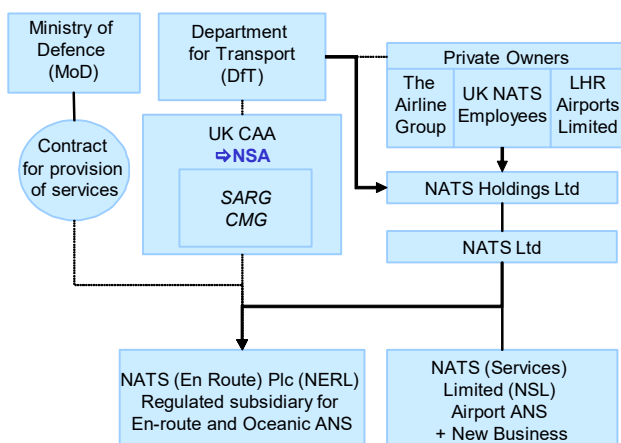 Ministry of
Defence
(MoD)
Department
for Transport
(DfT)
Private Owners
The
Airline
Group
UK NATS
Employees
LHR
Airports
Limited
Contract
for provision
of services
UK CAA
⇨NSA
SARG
CMG
NATS Holdings Ltd
NATS Ltd
NATS (En Route) Plc (NERL)
Regulated subsidiary for
En-route and Oceanic ANS
NATS (Services)
Limited (NSL)
Airport ANS
+ New Business